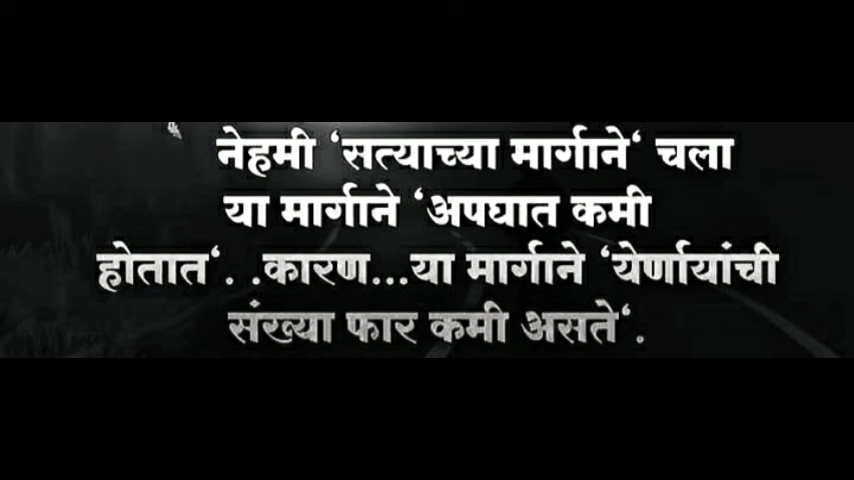 नेहमी ‘सत्याच्या मार्गाने‘ चला
या मार्गाने ‘अपघात कमी
होतात‘. .कारण...या मार्गाने ‘येर्णायांची
संख्या फार कमी असते‘.